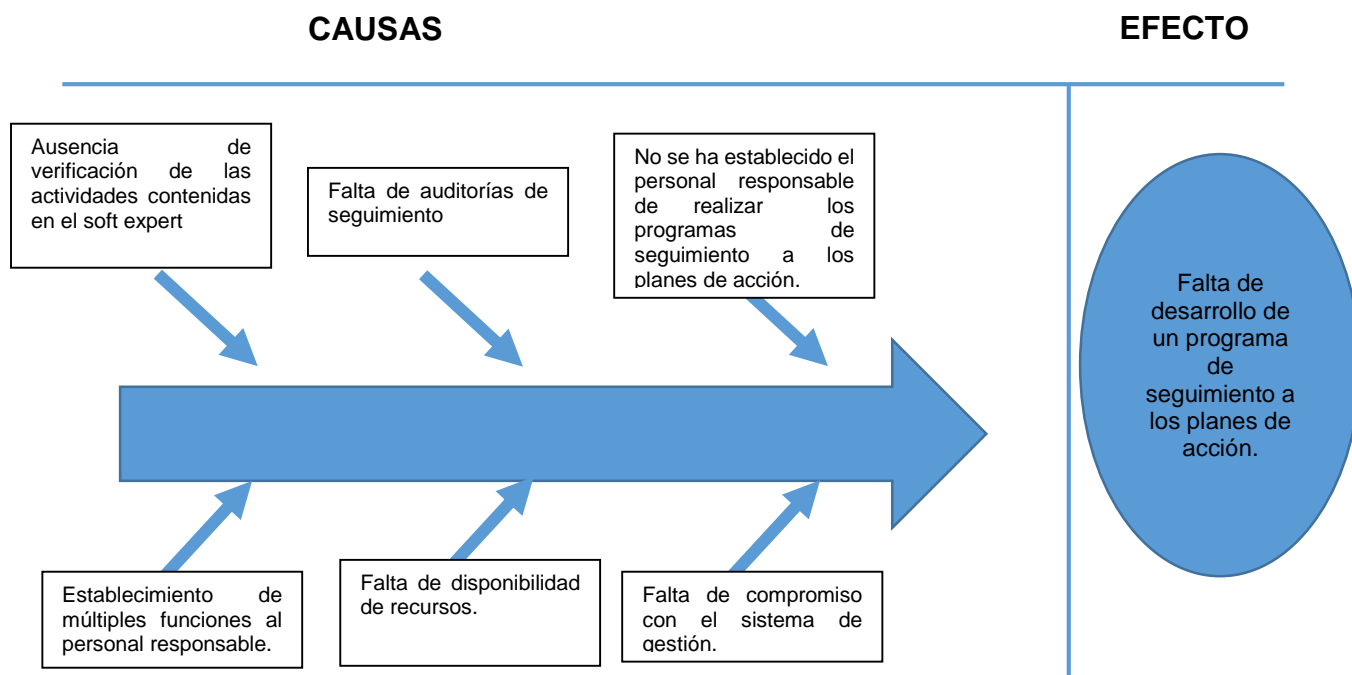 CAUSAS
EFECTO
Ausencia de
verificación de las
actividades contenidas
en el soft expert
Falta de auditorías de
seguimiento
No se ha establecido el
personal responsable
de realizar los
programas de
seguimiento a los
planes de acción.
Falta de
desarrollo de
un programa
de
seguimiento a
los planes de
acción.
Establecimiento de
múltiples funciones al
personal responsable.
Falta de disponibilidad
de recursos.
Falta de compromiso
con el sistema de
gestión.